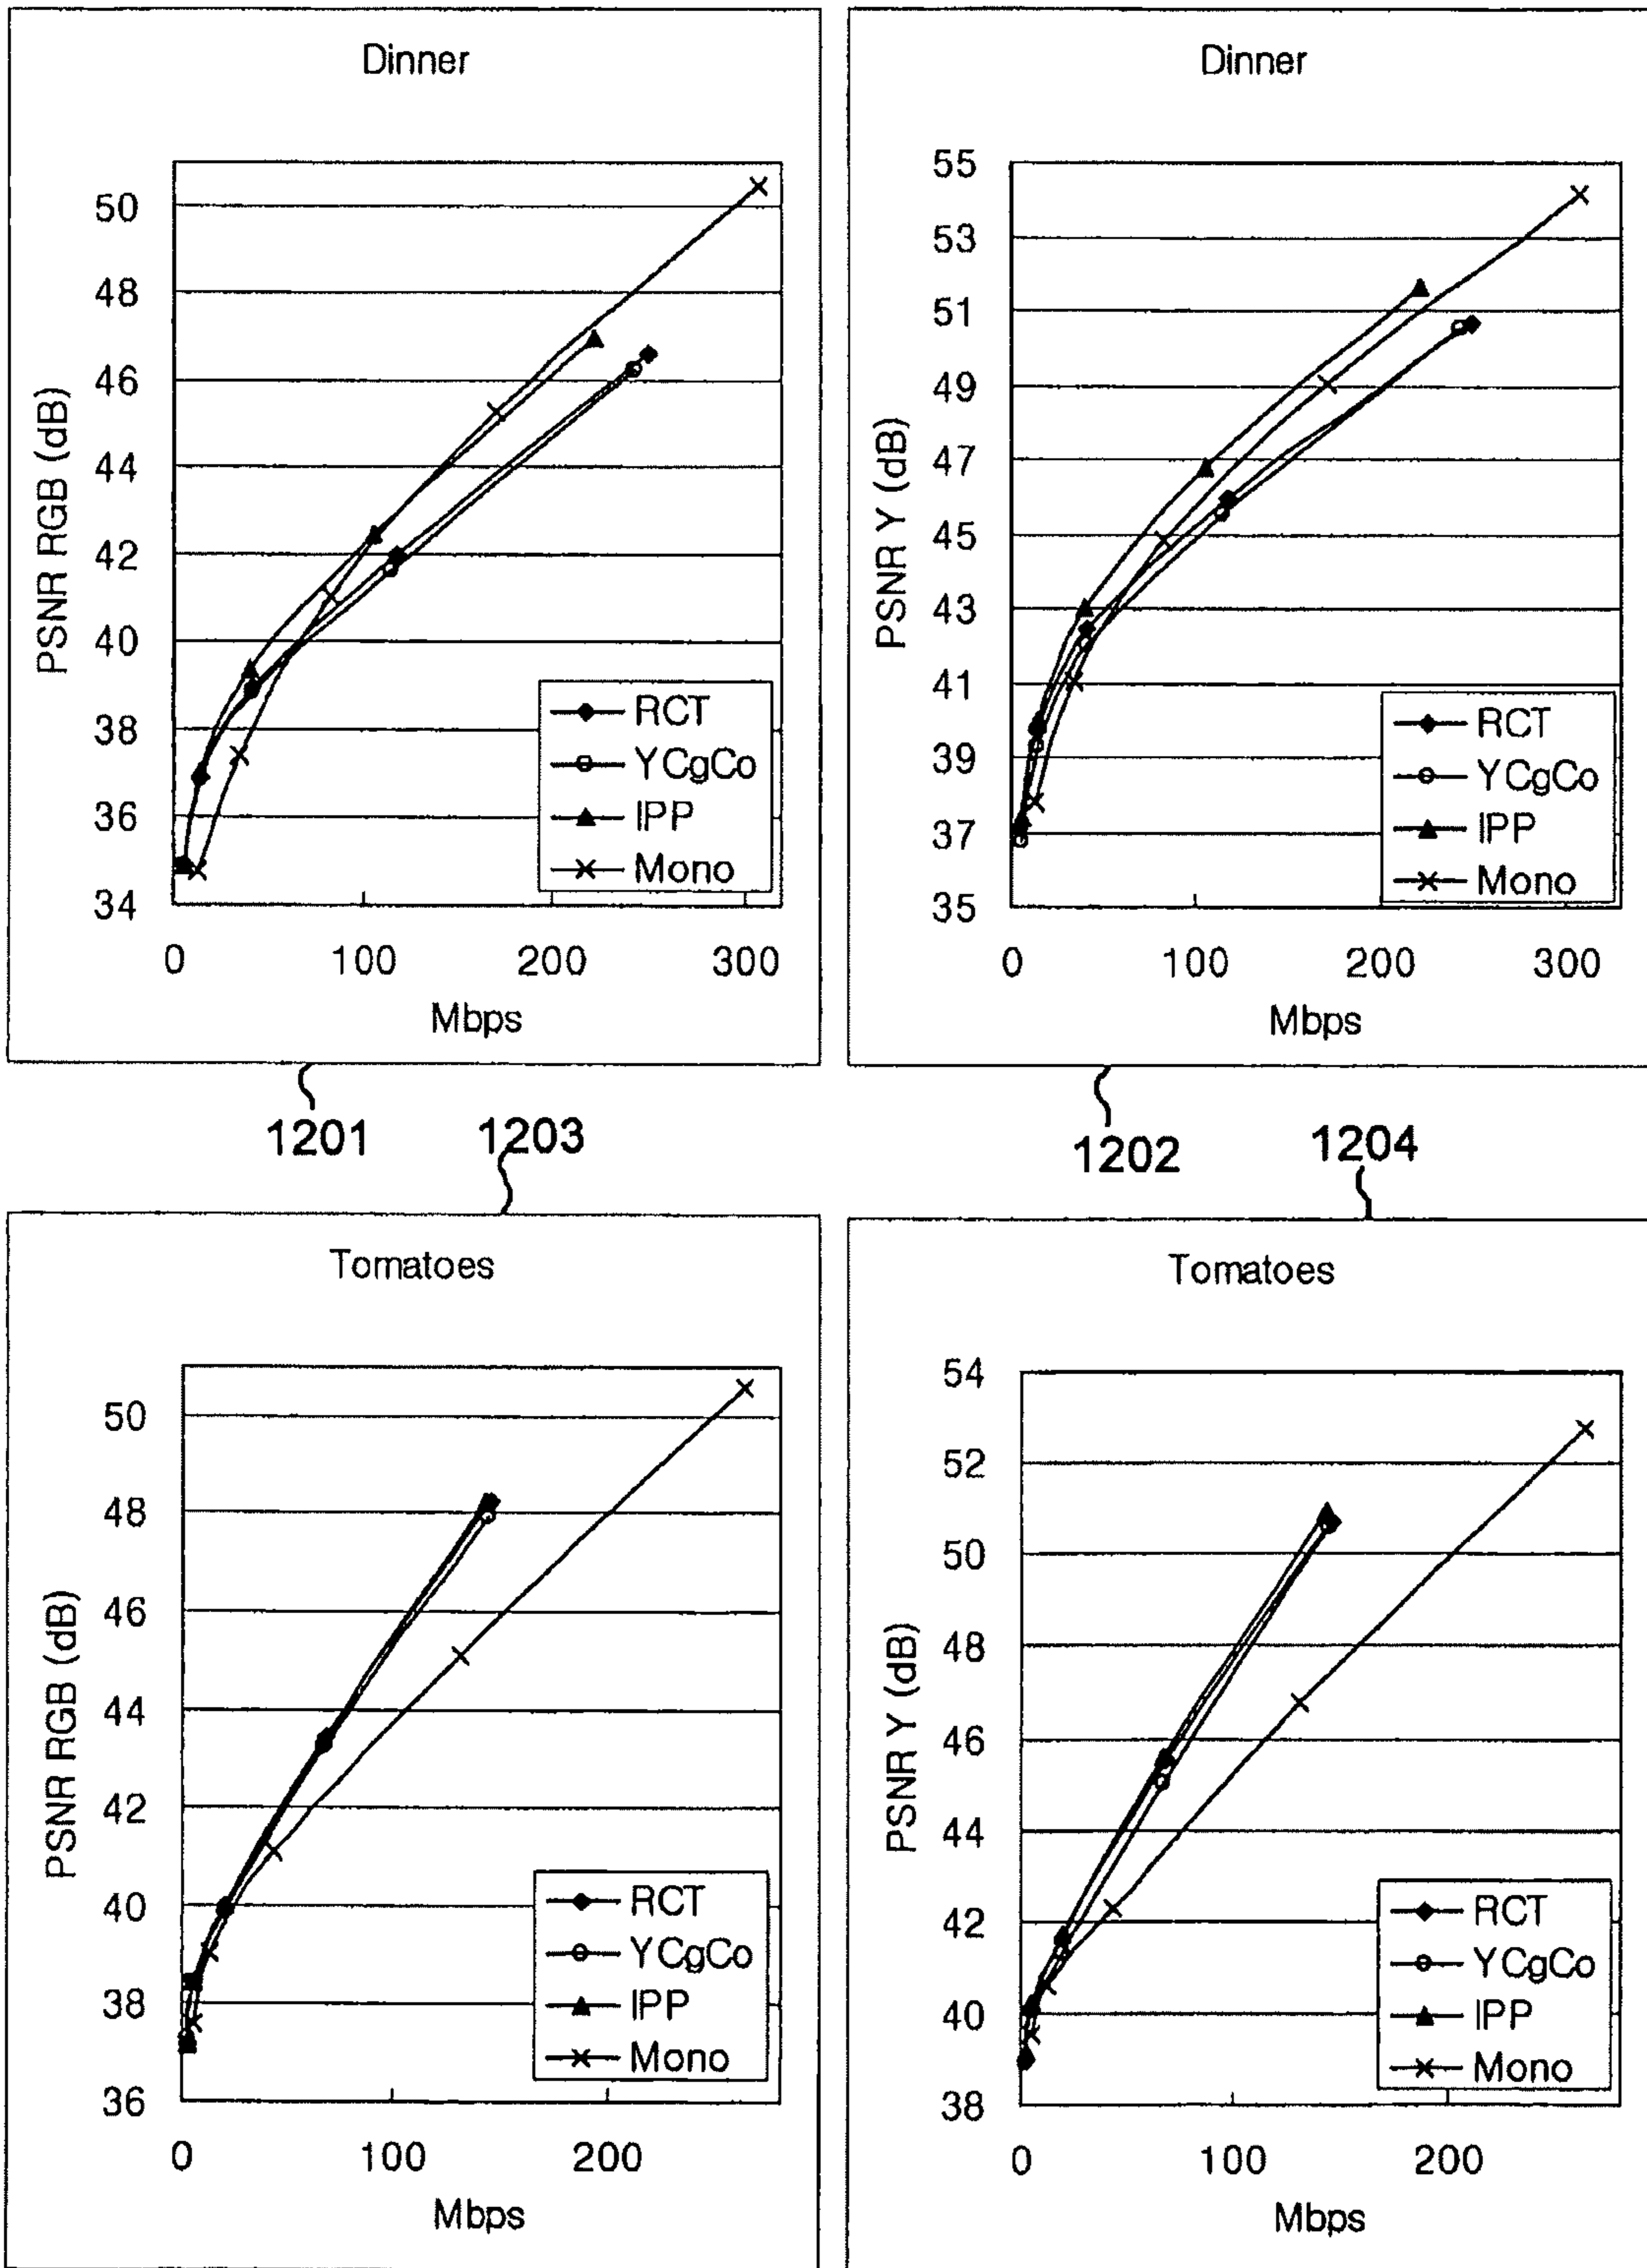 Dinner
PSNR RGB (dB)
50
48
46
44
42
40
38
36
34
0 100 200 300
Mbps
RCT
YCgCo
IPP
Mono
1201
Dinner
PSNR Y (dB)
55
53
51
49
47
45
43
41
39
37
35
0 100 200 300
Mbps
RCT
YCgCo
IPP
Mono
1202
1203
Tomatoes
PSNR RGB (dB)
50
48
46
44
42
40
38
36
0 100 200
Mbps
RCT
YCgCo
IPP
Mono
1204
Tomatoes
PSNR Y (dB)
54
52
50
48
46
44
42
40
38
0 100 200
Mbps
RCT
YCgCo
IPP
Mono